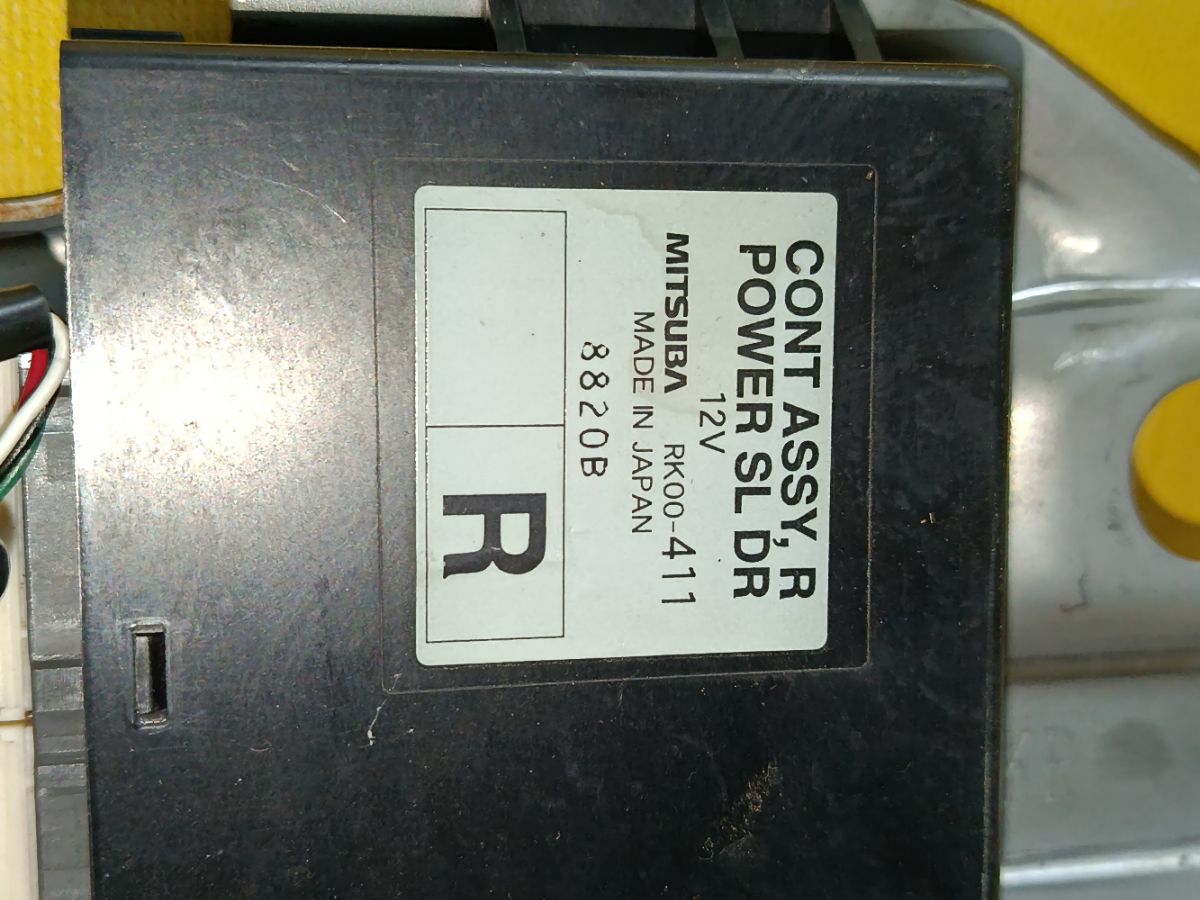 CONT ASSY, R
POWER SL DR
12V
MITSUBA RK00-411
MADE IN JAPAN
8820B
R